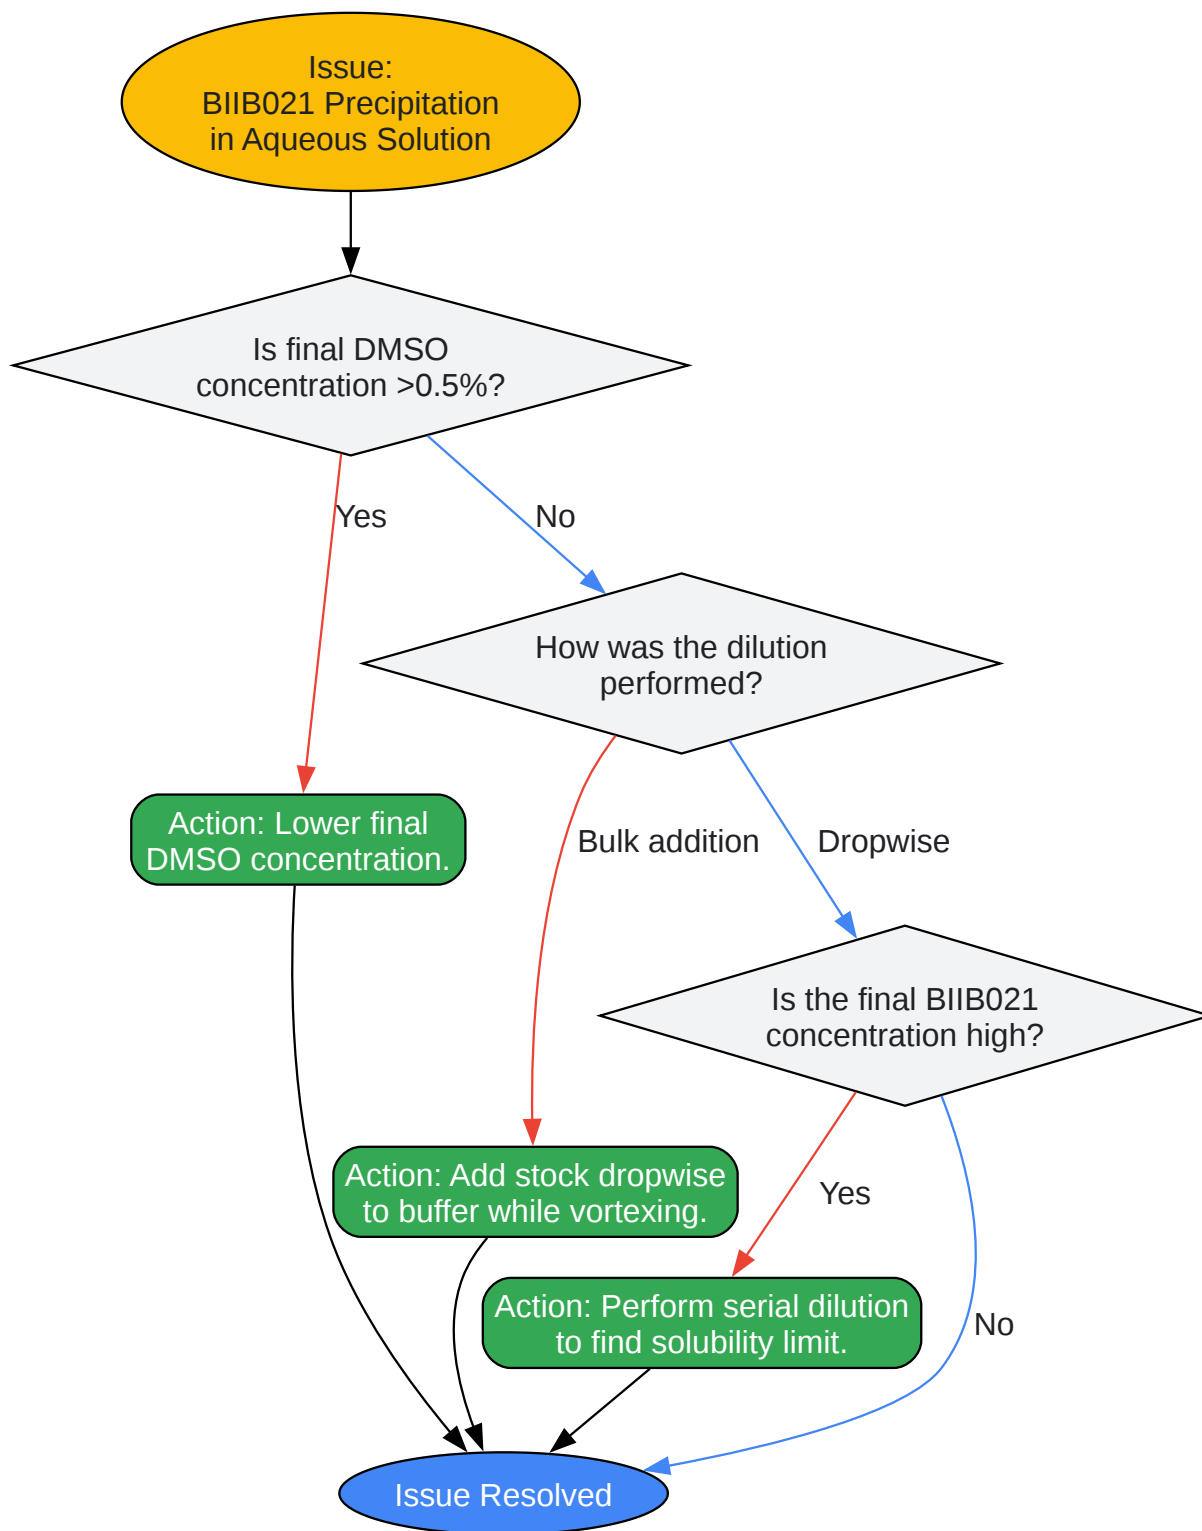 Issue:
BIIB021 Precipitation
in Aqueous Solution
Is final DMSO
concentration >0.5%?
Yes
No
How was the dilution
performed?
Action: Lower final
DMSO concentration.
Bulk addition
Dropwise
Is the final BIIB021
concentration high?
Action: Add stock dropwise
to buffer while vortexing.
Yes
Action: Perform serial dilution
to find solubility limit.
No
Issue Resolved